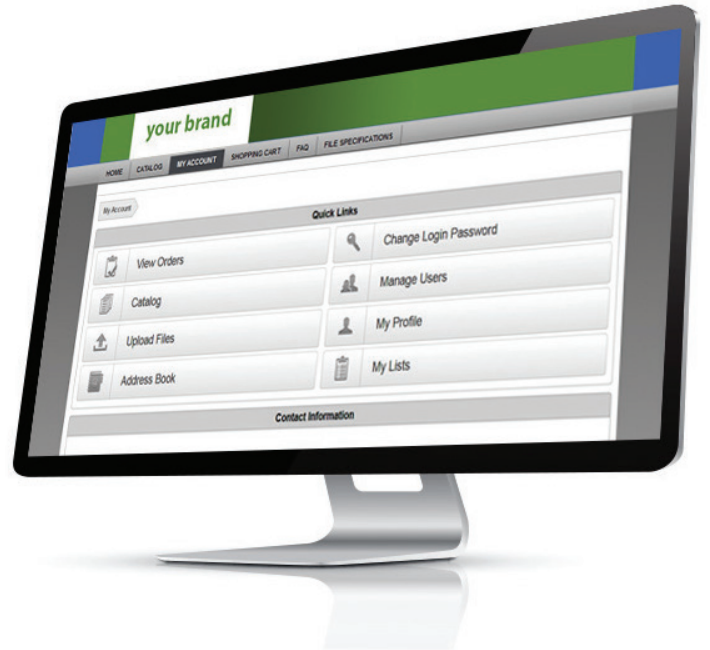 your brand
HOME CATALOG MY ACCOUNT SHOPPING CART FAQ FILE SPECIFICATIONS
My Account
Quick Links
View Orders
Change Login Password
Catalog
Manage Users
Upload Files
My Profile
Address Book
My Lists
Contact Information